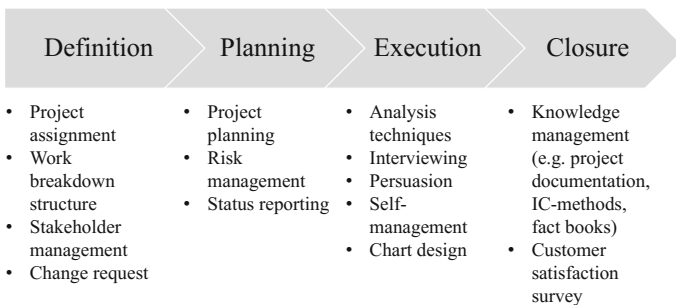 Definition
Planning
Execution
Closure
• Project
assignment
• Work
breakdown
structure
• Stakeholder
management
• Change request
• Project
planning
• Risk
management
• Status reporting
• Analysis
techniques
• Interviewing
• Persuasion
• Self-
management
• Chart design
• Knowledge
management
(e.g. project
documentation,
IC-methods,
fact books)
• Customer
satisfaction
survey